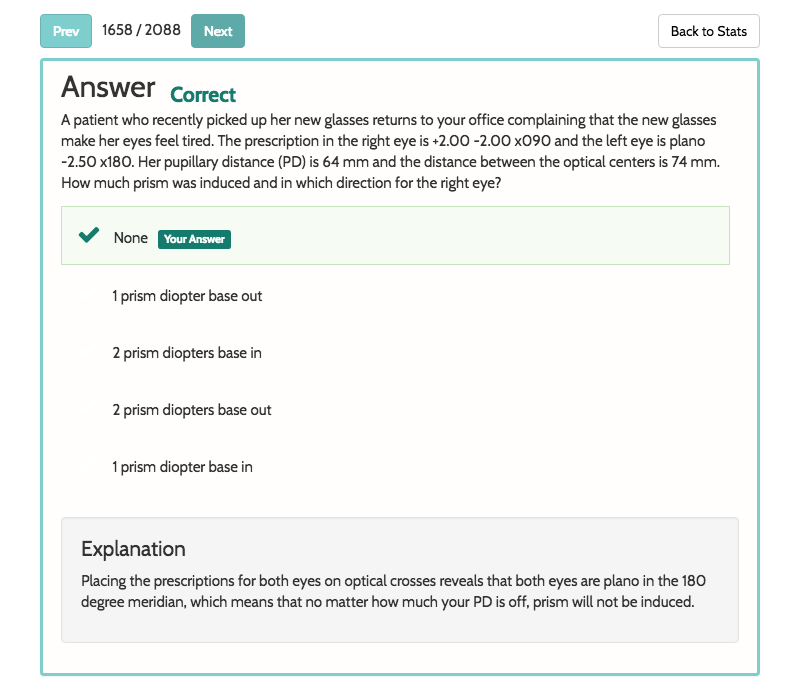 Prev 1658 / 2088 Next Back to Stats
Answer Correct
A patient who recently picked up her new glasses returns to your office complaining that the new glasses
make her eyes feel tired. The prescription in the right eye is +2.00 -2.00 x090 and the left eye is plano
-2.50 x180. Her pupillary distance (PD) is 64 mm and the distance between the optical centers is 74 mm.
How much prism was induced and in which direction for the right eye?
None Your Answer
1 prism diopter base out
2 prism diopters base in
2 prism diopters base out
1 prism diopter base in
Explanation
Placing the prescriptions for both eyes on optical crosses reveals that both eyes are plano in the 180
degree meridian, which means that no matter how much your PD is off, prism will not be induced.